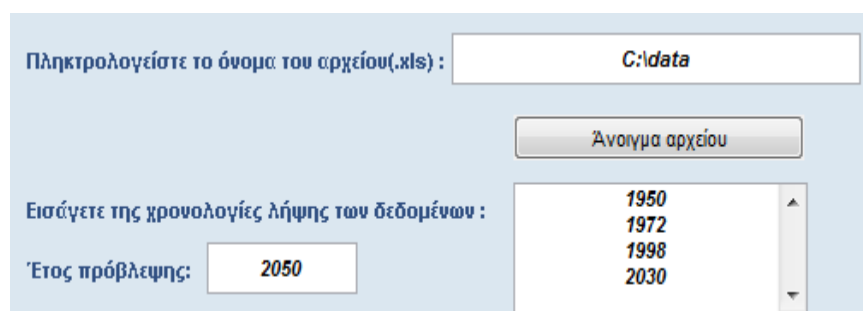 Πληκτρολογείστε το όνομα του αρχείου(.xls) : C:\data
Άνοιγμα αρχείου
Εισάγετε της χρονολογίες λήψης των δεδομένων :
1950
1972
1998
2030
Έτος πρόβλεψης: 2050